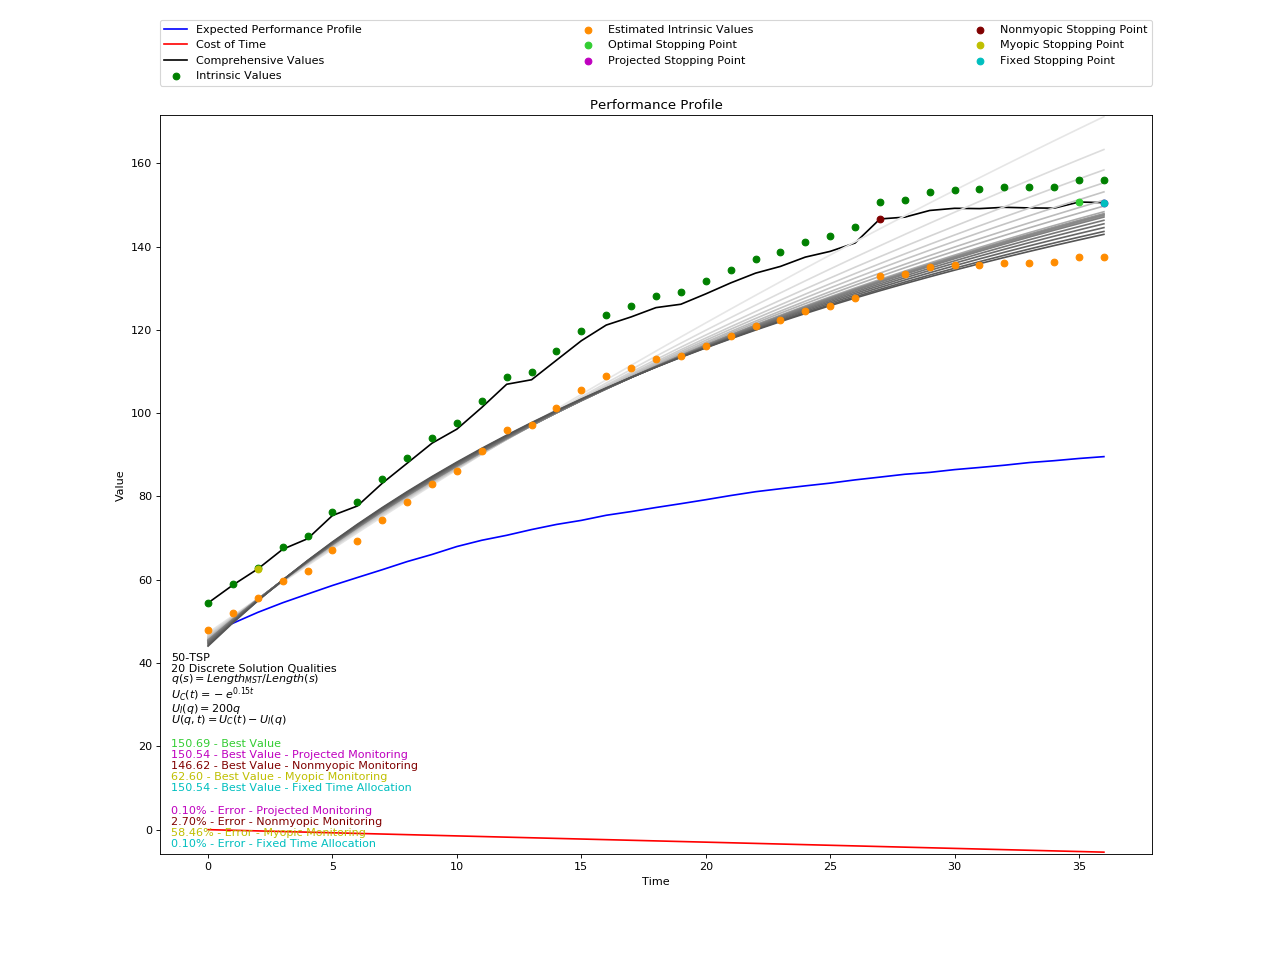 Expected Performance Profile
Cost of Time
Comprehensive Values
Intrinsic Values
Estimated Intrinsic Values
Optimal Stopping Point
Projected Stopping Point
Nonmyopic Stopping Point
Myopic Stopping Point
Fixed Stopping Point
Performance Profile
Value
160
140
120
100
80
60
40
20
0
50-TSP
20 Discrete Solution Qualities
q(s) = Length_{MST}/Length(s)
U_C(t) = −e^{0.15t}
U_I(q) = 200q
U(q, t) = U_C(t) − U_I(q)
150.69 - Best Value
150.54 - Best Value - Projected Monitoring
146.62 - Best Value - Nonmyopic Monitoring
62.60 - Best Value - Myopic Monitoring
150.54 - Best Value - Fixed Time Allocation
0.10% - Error - Projected Monitoring
2.70% - Error - Nonmyopic Monitoring
58.46% - Error - Myopic Monitoring
0.10% - Error - Fixed Time Allocation
0 5 10 15 20 25 30 35
Time